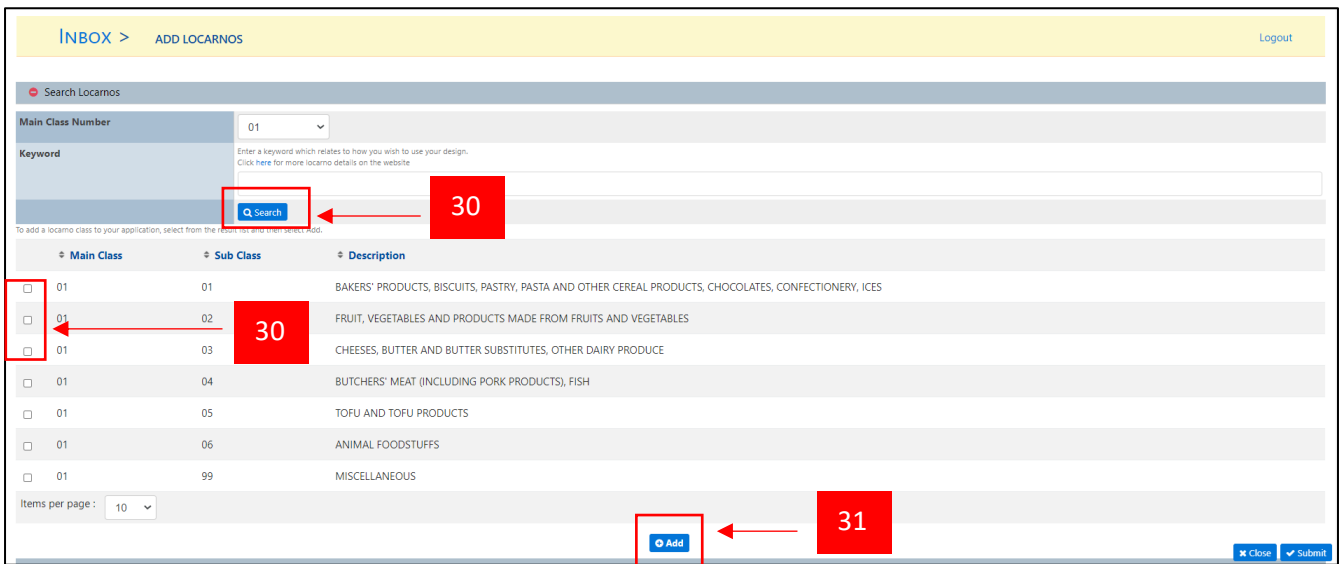 INBOX > ADD LOCARNOS Logout
Search Locarnos
Main Class Number 01
Keyword Enter a keyword which relates to how you wish to use your design.
Click here for more locarno details on the website
Search 30
To add a locarno class to your application, select from the result list and then select Add.
Main Class Sub Class Description
01 01 BAKERS' PRODUCTS, BISCUITS, PASTRY, PASTA AND OTHER CEREAL PRODUCTS, CHOCOLATES, CONFECTIONERY, ICES
01 02 FRUIT, VEGETABLES AND PRODUCTS MADE FROM FRUITS AND VEGETABLES
30
01 03 CHEESES, BUTTER AND BUTTER SUBSTITUTES, OTHER DAIRY PRODUCE
01 04 BUTCHERS' MEAT (INCLUDING PORK PRODUCTS), FISH
01 05 TOFU AND TOFU PRODUCTS
01 06 ANIMAL FOODSTUFFS
01 99 MISCELLANEOUS
Items per page : 10
31
Add
Close Submit